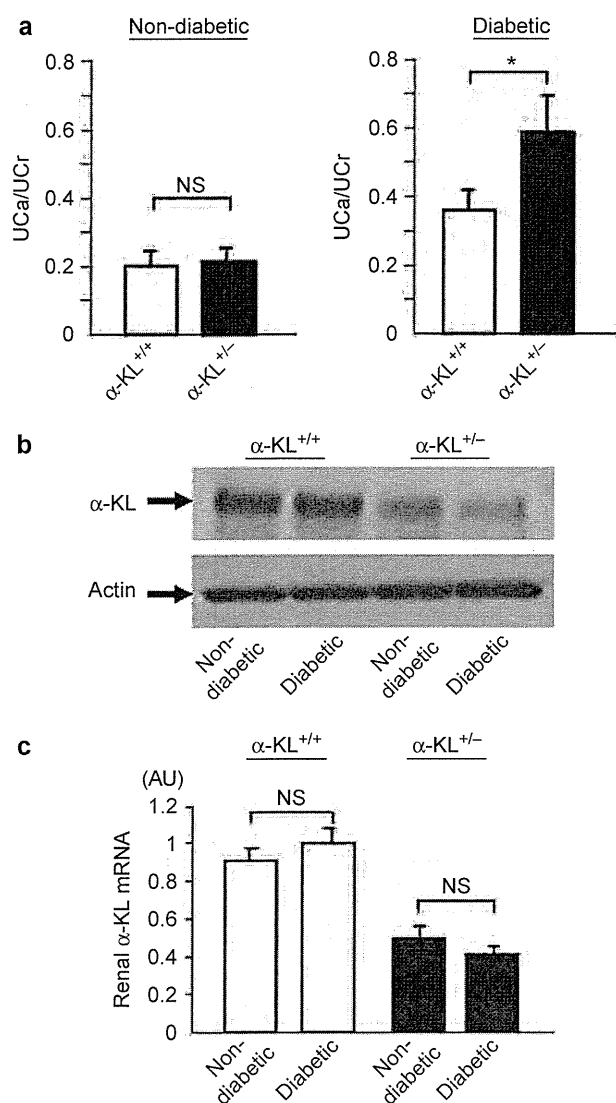 a
Non-diabetic
Diabetic
UCa/UCr
0.8
0.6
0.4
0.2
0
NS
α-KL+/+
α-KL+/–
UCa/UCr
0.8
0.6
0.4
0.2
0
*
α-KL+/+
α-KL+/–
b
α-KL+/+
α-KL+/–
α-KL
Actin
Non-
diabetic
Diabetic
Non-
diabetic
Diabetic
c
α-KL+/+
α-KL+/–
(AU)
Renal α-KL mRNA
1.2
1
0.8
0.6
0.4
0.2
0
NS
NS
Non-
diabetic
Diabetic
Non-
diabetic
Diabetic